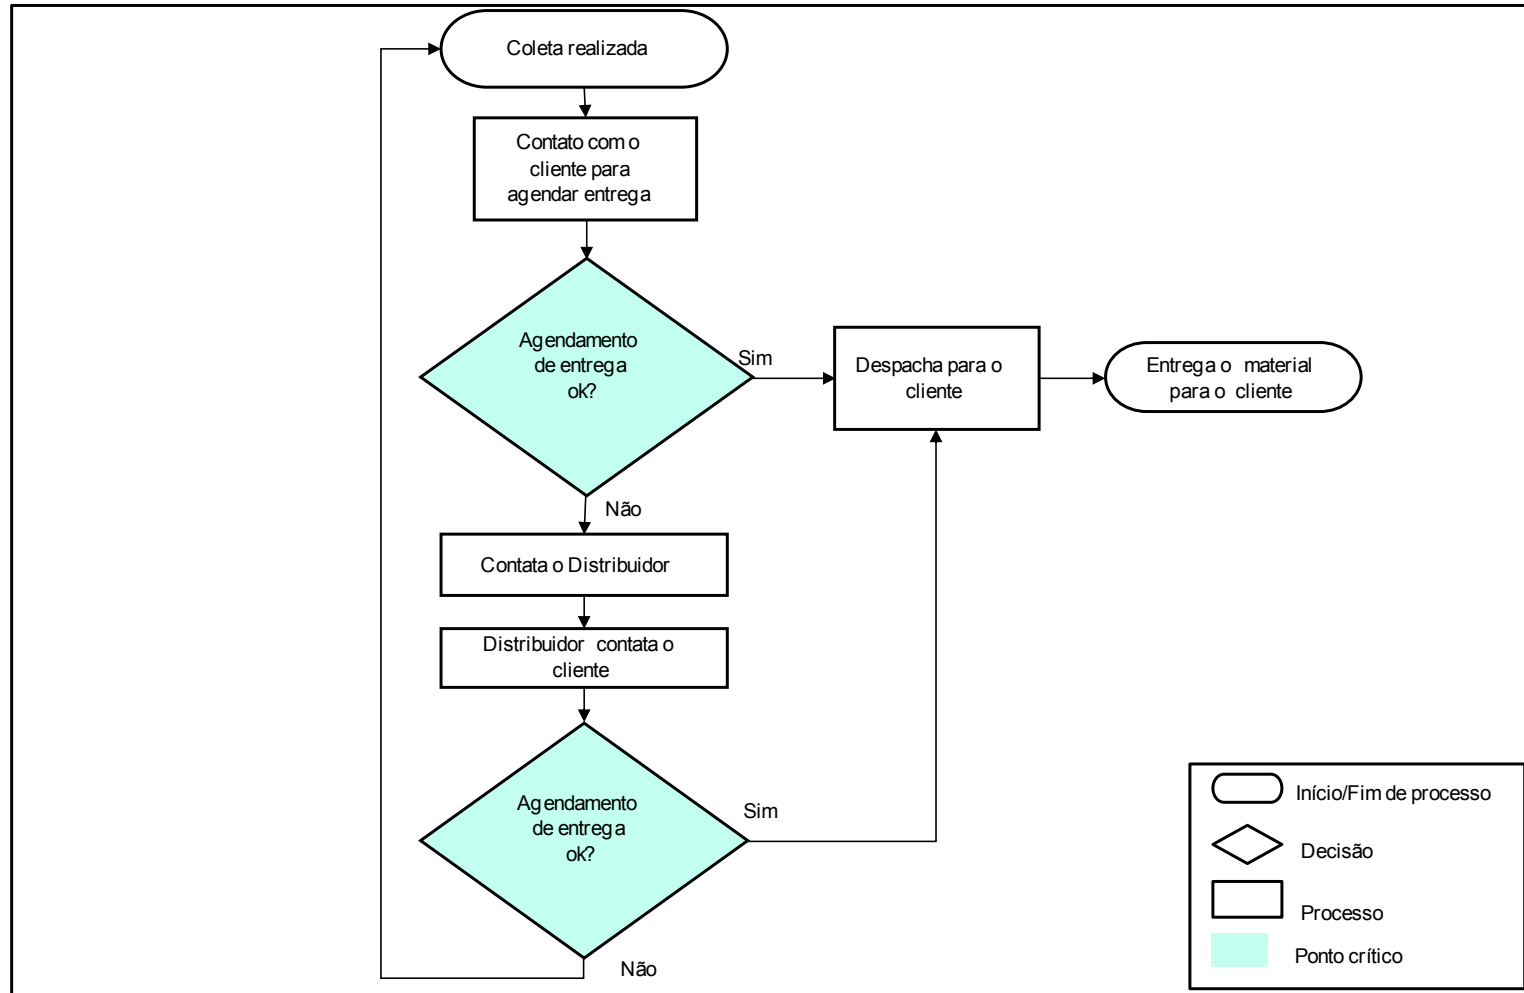 Coleta realizada
Contato com o
cliente para
agendar entrega
Agendamento
de entrega
ok?
Sim
Despacha para o
cliente
Entrega o material
para o cliente
Não
Contata o Distribuidor
Distribuidor contata o
cliente
Agendamento
de entrega
ok?
Sim
Não
Início/Fim de processo
Decisão
Processo
Ponto crítico